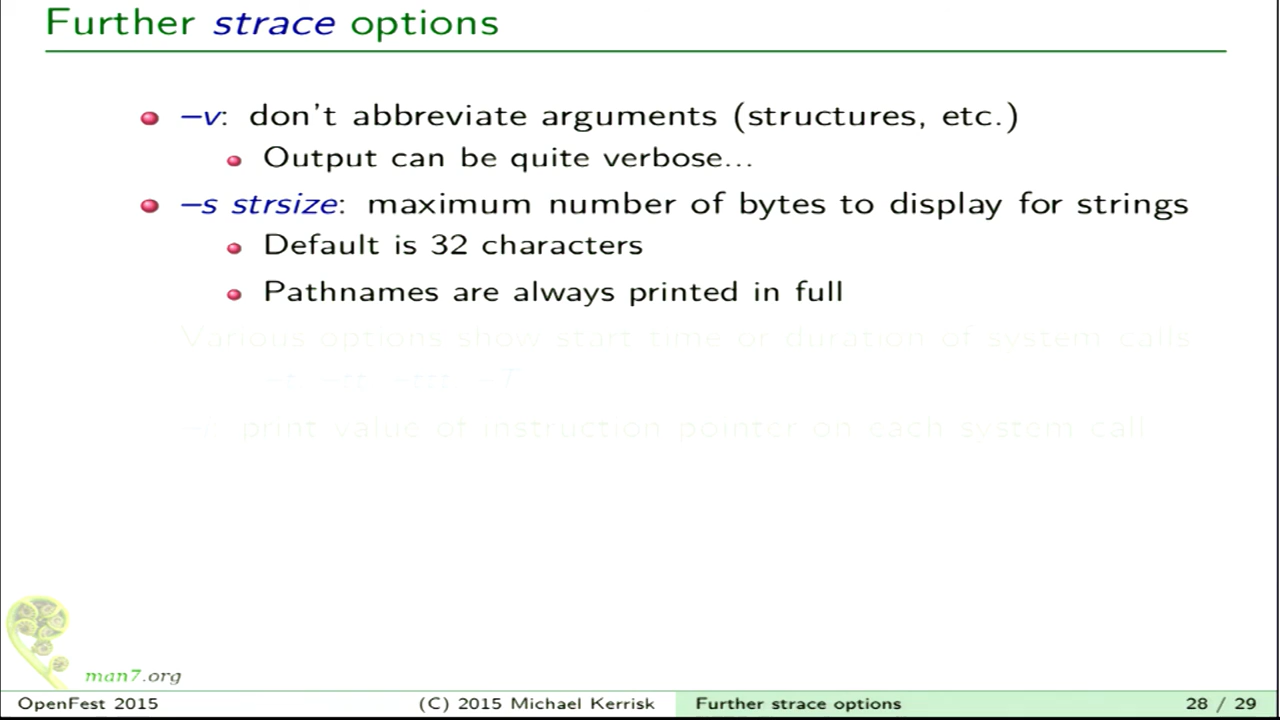 Further strace options
–v: don't abbreviate arguments (structures, etc.)
Output can be quite verbose...
–s strsize: maximum number of bytes to display for strings
Default is 32 characters
Pathnames are always printed in full
Various options show start time or duration of system calls
–t –tt –ttt –T
print value of instruction pointer on each system call
man7.org
OpenFest 2015
(C) 2015 Michael Kerrisk
Further strace options
28 / 29